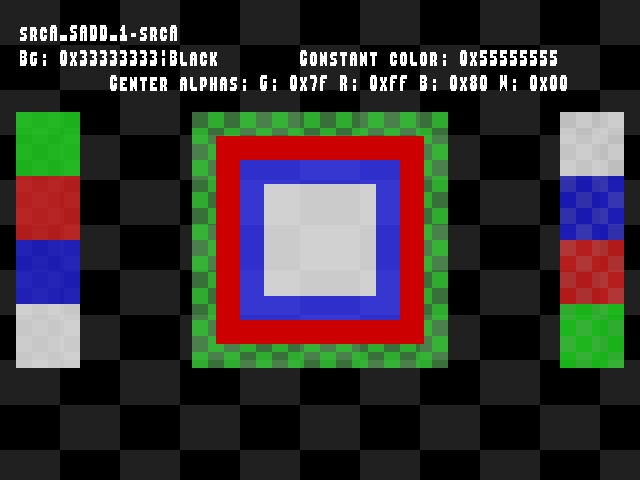 srcA_SADD_1-srcA
Bg: 0x33333333;Black Constant color: 0x55555555
Center alphas: G: 0x7F R: 0xFF B: 0x80 W: 0x00